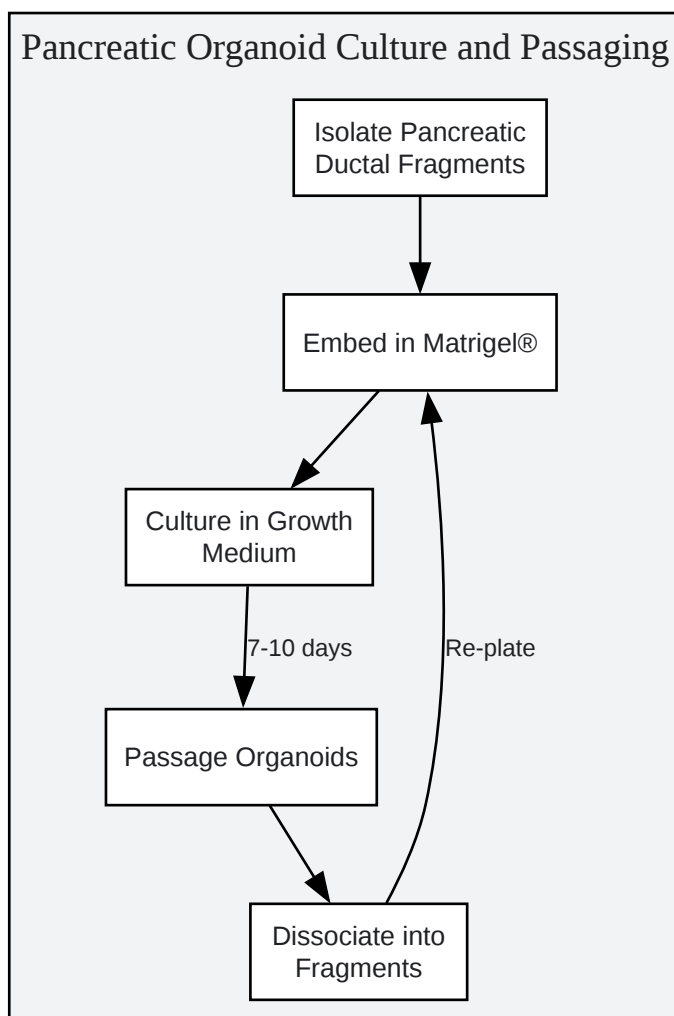 Pancreatic Organoid Culture and Passaging
Isolate Pancreatic
Ductal Fragments
Embed in Matrigel®
Culture in Growth
Medium
7-10 days
Re-plate
Passage Organoids
Dissociate into
Fragments